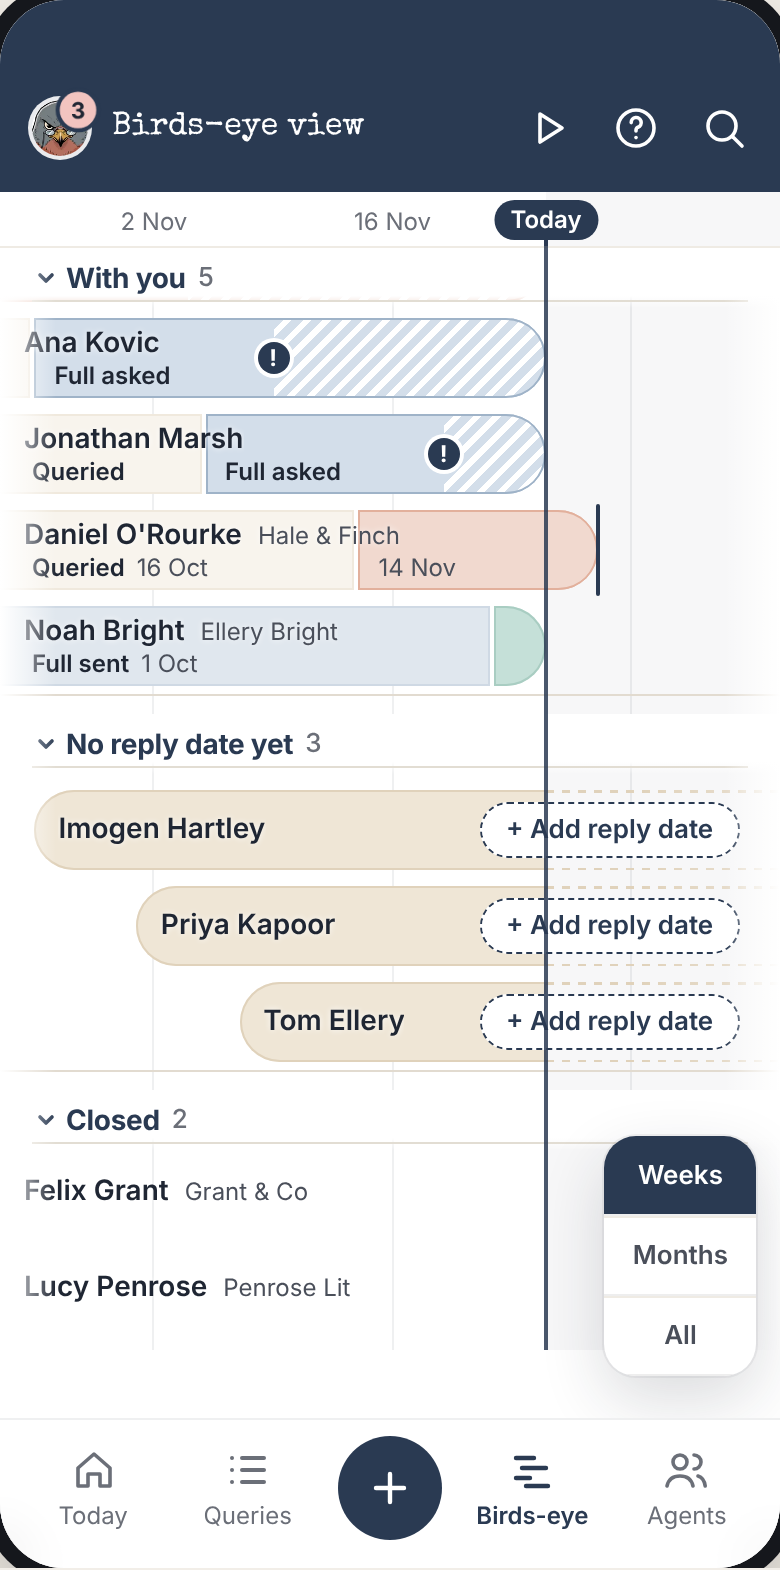 3
Birds-eye view
2 Nov 16 Nov Today
With you 5
Ana Kovic
Full asked
!
Jonathan Marsh
Queried Full asked
!
Daniel O'Rourke Hale & Finch
Queried 16 Oct 14 Nov
Noah Bright Ellery Bright
Full sent 1 Oct
No reply date yet 3
Imogen Hartley + Add reply date
Priya Kapoor + Add reply date
Tom Ellery + Add reply date
Closed 2
Felix Grant Grant & Co
Lucy Penrose Penrose Lit
Weeks
Months
All
Today Queries Birds-eye Agents